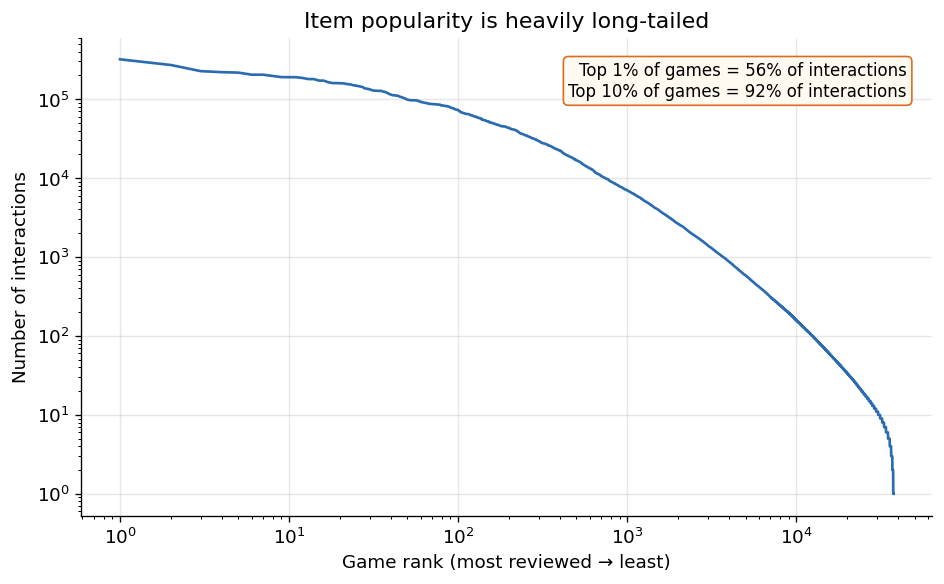 Item popularity is heavily long-tailed
Top 1% of games = 56% of interactions
Top 10% of games = 92% of interactions
Number of interactions
10⁵
10⁴
10³
10²
10¹
10⁰
10⁰ 10¹ 10² 10³ 10⁴
Game rank (most reviewed → least)